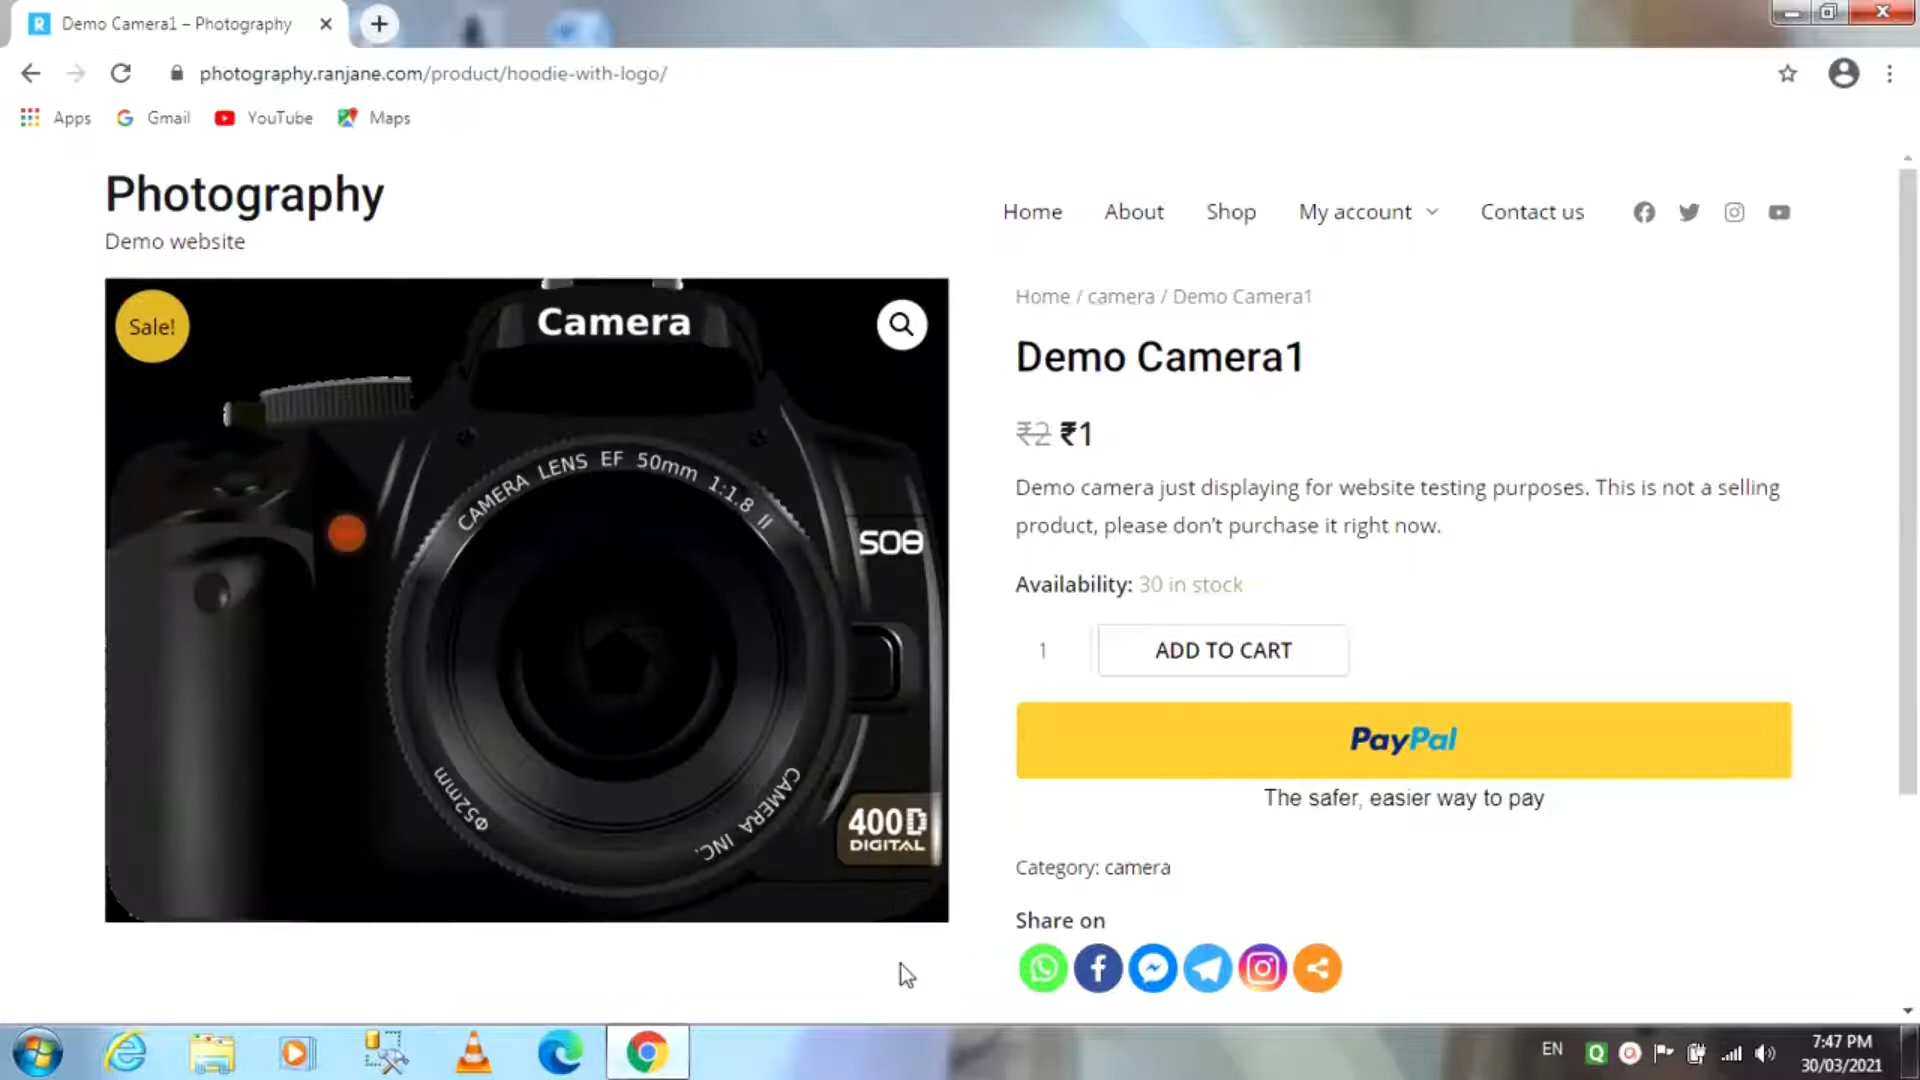 Demo Camera1 – Photography
photography.ranjane.com/product/hoodie-with-logo/
Apps Gmail YouTube Maps
Photography
Demo website
Home About Shop My account Contact us
Sale!
Camera
CAMERA LENS EF 50mm 1:1.8 II
SO8
Φ52mm
CAMERA INC.
400D
DIGITAL
Home / camera / Demo Camera1
Demo Camera1
₹2 ₹1
Demo camera just displaying for website testing purposes. This is not a selling
product, please don't purchase it right now.
Availability: 30 in stock
1 ADD TO CART
PayPal
The safer, easier way to pay
Category: camera
Share on
EN
7:47 PM
30/03/2021